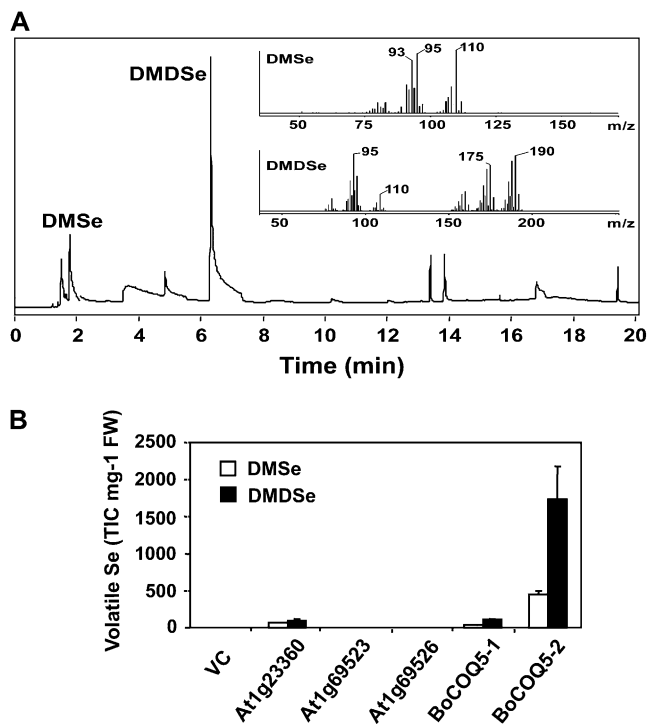 A
DMSe
93 95 110
50 75 100 125 150 m/z
DMDSe
DMDSe
95 110 175 190
50 100 150 200 m/z
DMSe
0 2 4 6 8 10 12 14 16 18 20
Time (min)
B
Volatile Se (TIC mg-1 FW)
2500
2000
1500
1000
500
0
DMSe
DMDSe
VC
At1g23360
At1g69523
At1g69526
BoCOQ5-1
BoCOQ5-2